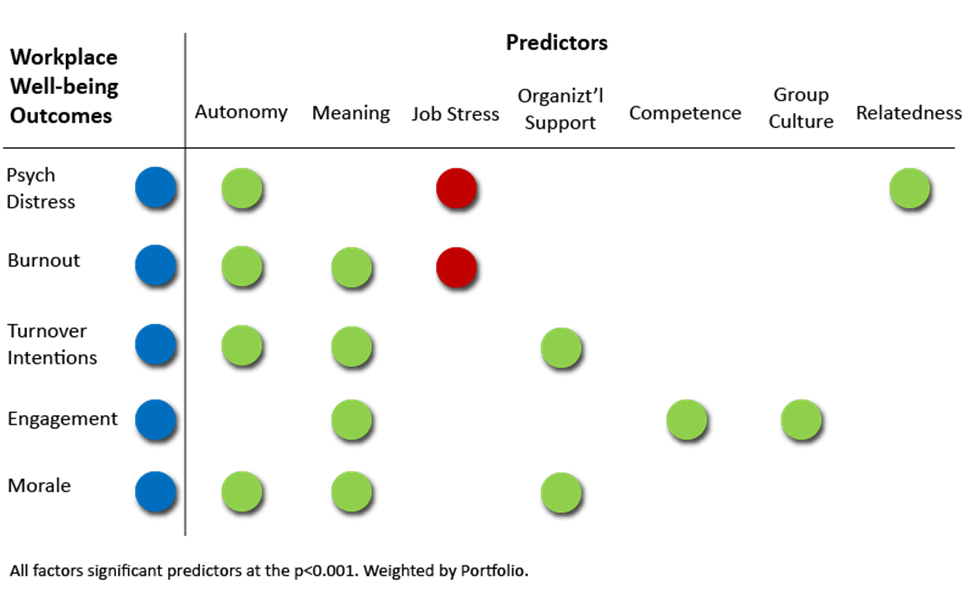 Workplace
Well-being
Outcomes
Predictors
Autonomy
Meaning
Job Stress
Organizt'l
Support
Competence
Group
Culture
Relatedness
Psych
Distress
Burnout
Turnover
Intentions
Engagement
Morale
All factors significant predictors at the p<0.001. Weighted by Portfolio.